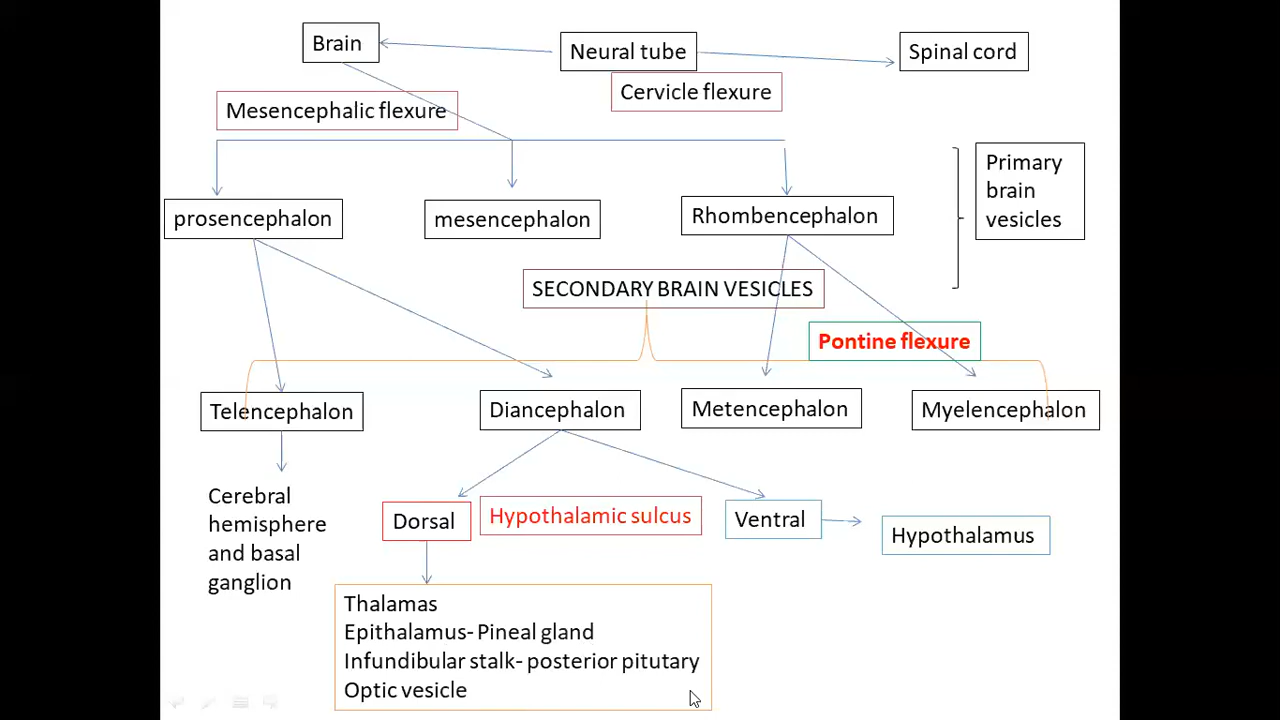 Brain
Neural tube
Spinal cord
Mesencephalic flexure
Cervicle flexure
Primary
brain
vesicles
prosencephalon
mesencephalon
Rhombencephalon
SECONDARY BRAIN VESICLES
Pontine flexure
Telencephalon
Diancephalon
Metencephalon
Myelencephalon
Cerebral
hemisphere
and basal
ganglion
Dorsal
Hypothalamic sulcus
Ventral
Hypothalamus
Thalamas
Epithalamus- Pineal gland
Infundibular stalk- posterior pitutary
Optic vesicle